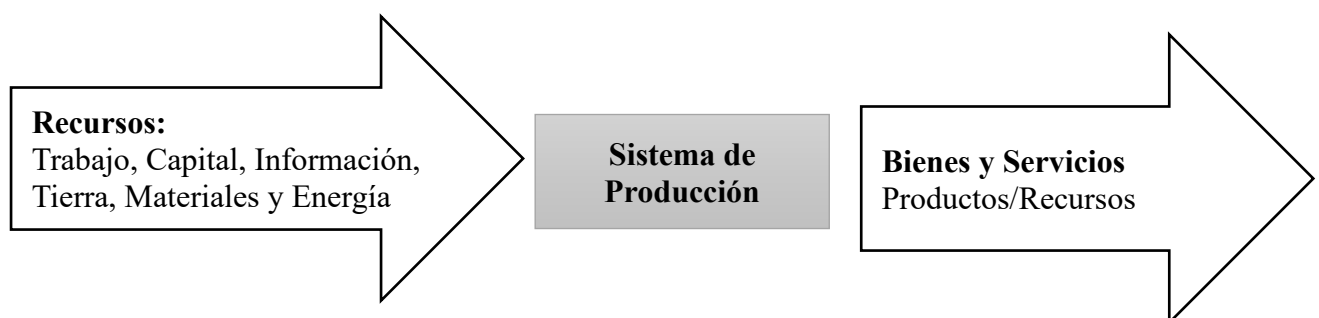 Recursos:
Trabajo, Capital, Información,
Tierra, Materiales y Energía
Sistema de
Producción
Bienes y Servicios
Productos/Recursos